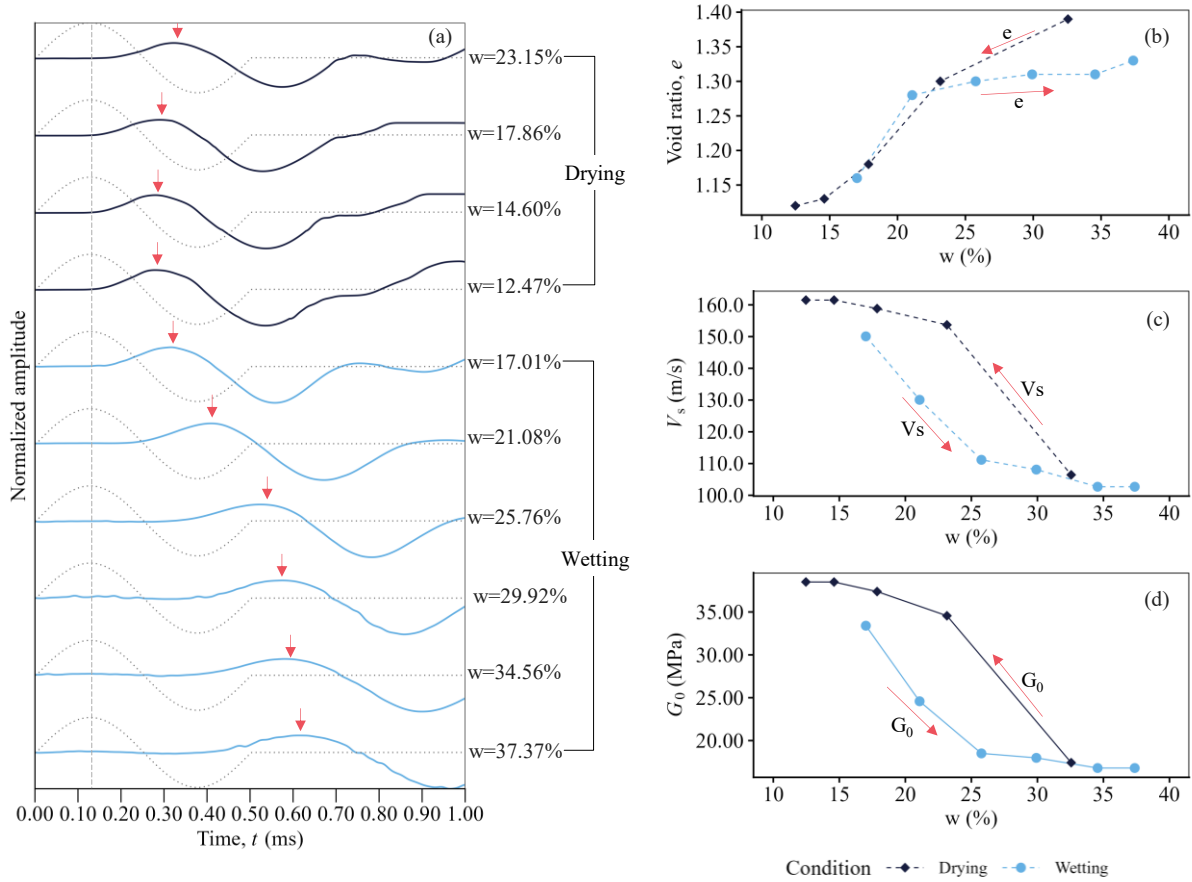 (a)
w=23.15%
w=17.86%
w=14.60%
w=12.47%
Drying
w=17.01%
w=21.08%
w=25.76%
w=29.92%
w=34.56%
w=37.37%
Wetting
Normalized amplitude
0.00 0.10 0.20 0.30 0.40 0.50 0.60 0.70 0.80 0.90 1.00
Time, t (ms)
(b)
Void ratio, e
1.40
1.35
1.30
1.25
1.20
1.15
e
e
10 15 20 25 30 35 40
w (%)
(c)
Vs (m/s)
160.0
150.0
140.0
130.0
120.0
110.0
100.0
Vs
Vs
10 15 20 25 30 35 40
w (%)
(d)
G0 (MPa)
35.00
30.00
25.00
20.00
G0
G0
10 15 20 25 30 35 40
w (%)
Condition Drying Wetting